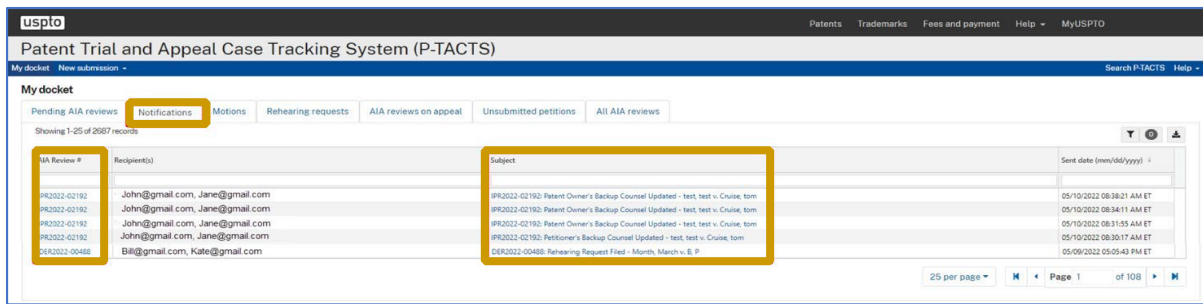 uspto Patents Trademarks Fees and payment Help MyUSPTO
Patent Trial and Appeal Case Tracking System (P-TACTS)
My docket New submission Search P-TACTS Help
My docket
Pending AIA reviews Notifications Motions Rehearing requests AIA reviews on appeal Unsubmitted petitions All AIA reviews
Showing 1-25 of 2687 records 0
AIA Review # Recipient(s) Subject Sent date (mm/dd/yyyy)
IPR2022-02192 John@gmail.com, Jane@gmail.com IPR2022-02192: Patent Owner's Backup Counsel Updated - test, test v. Cruise, tom 05/10/2022 08:38:21 AM ET
IPR2022-02192 John@gmail.com, Jane@gmail.com IPR2022-02192: Patent Owner's Backup Counsel Updated - test, test v. Cruise, tom 05/10/2022 08:34:11 AM ET
IPR2022-02192 John@gmail.com, Jane@gmail.com IPR2022-02192: Patent Owner's Backup Counsel Updated - test, test v. Cruise, tom 05/10/2022 08:31:55 AM ET
IPR2022-02192 John@gmail.com, Jane@gmail.com IPR2022-02192: Petitioner's Backup Counsel Updated - test, test v. Cruise, tom 05/10/2022 08:30:17 AM ET
DER2022-00488 Bill@gmail.com, Kate@gmail.com DER2022-00488: Rehearing Request Filed - Month, March v. B, P 05/09/2022 05:05:43 PM ET
25 per page Page 1 of 108